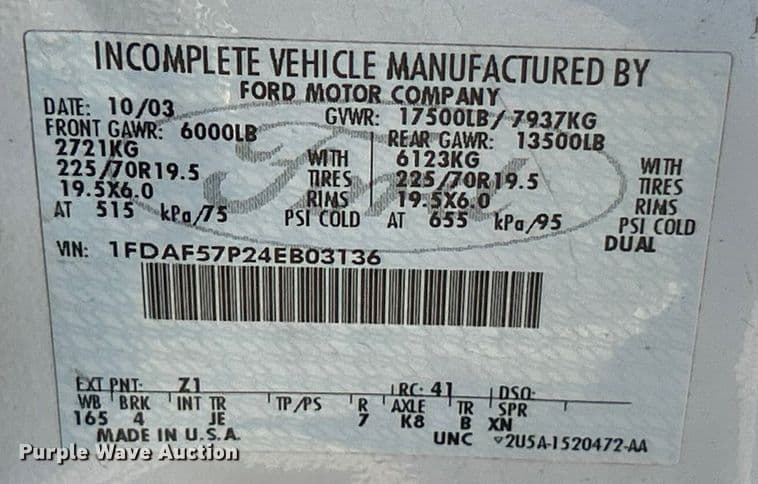 INCOMPLETE VEHICLE MANUFACTURED BY
FORD MOTOR COMPANY
DATE: 10/03 GVWR: 17500LB/ 7937KG
FRONT GAWR: 6000LB REAR GAWR: 13500LB
2721KG WITH 6123KG WITH
225/70R19.5 TIRES 225/70R19.5 TIRES
19.5X6.0 RIMS 19.5X6.0 RIMS
AT 515 kPa/75 PSI COLD AT 655 kPa/95 PSI COLD
DUAL
VIN: 1FDAF57P24EB03136
Ford
EXT PNT: Z1 RC: 41 DSO:
WB BRK INT TR TP/PS R AXLE TR SPR
165 4 JE 7 K8 B XN
MADE IN U.S.A. UNC 2U5A-1520472-AA
Purple Wave Auction